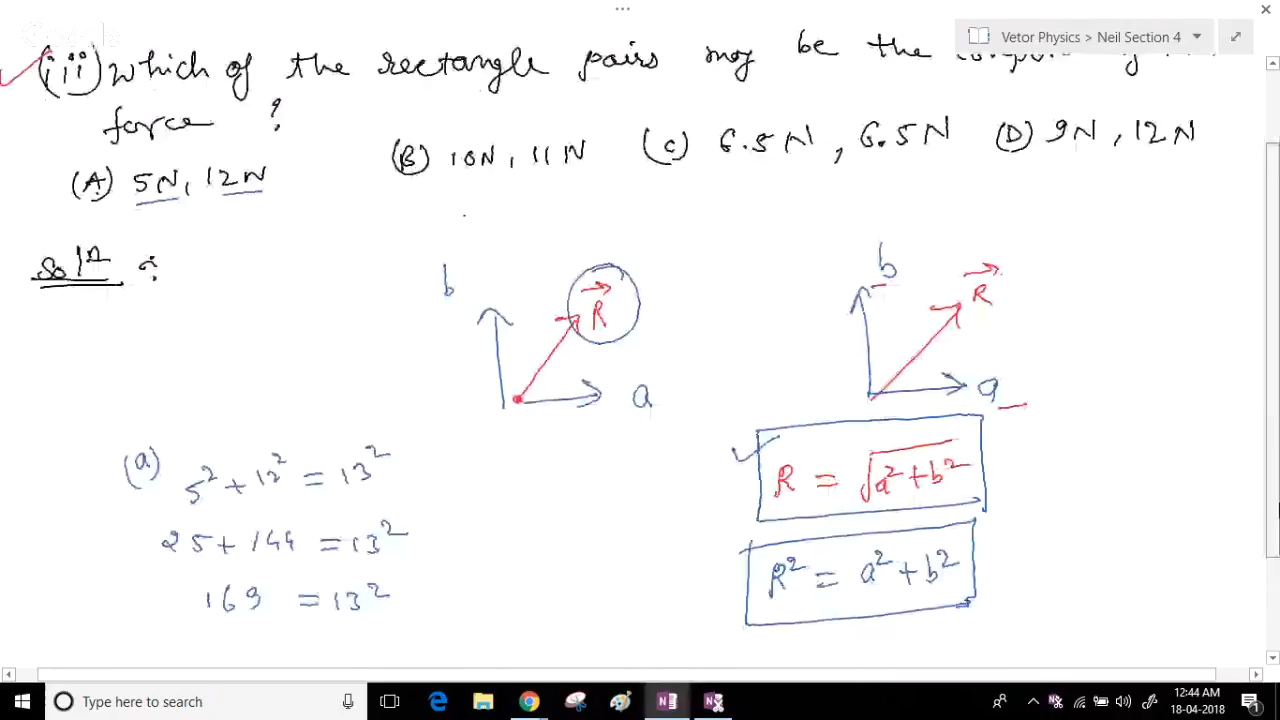 Vetor Physics > Neil Section 4
(iii) which of the rectangle pairs may be the
force ?
(A) 5N, 12N (B) 10N, 11N (C) 6.5N, 6.5N (D) 9N, 12N
Solⁿ :
b R a
b R a
(a) 5² + 12² = 13²
25 + 144 = 13²
169 = 13²
R = √a² + b²
R² = a² + b²
Type here to search
12:44 AM
18-04-2018